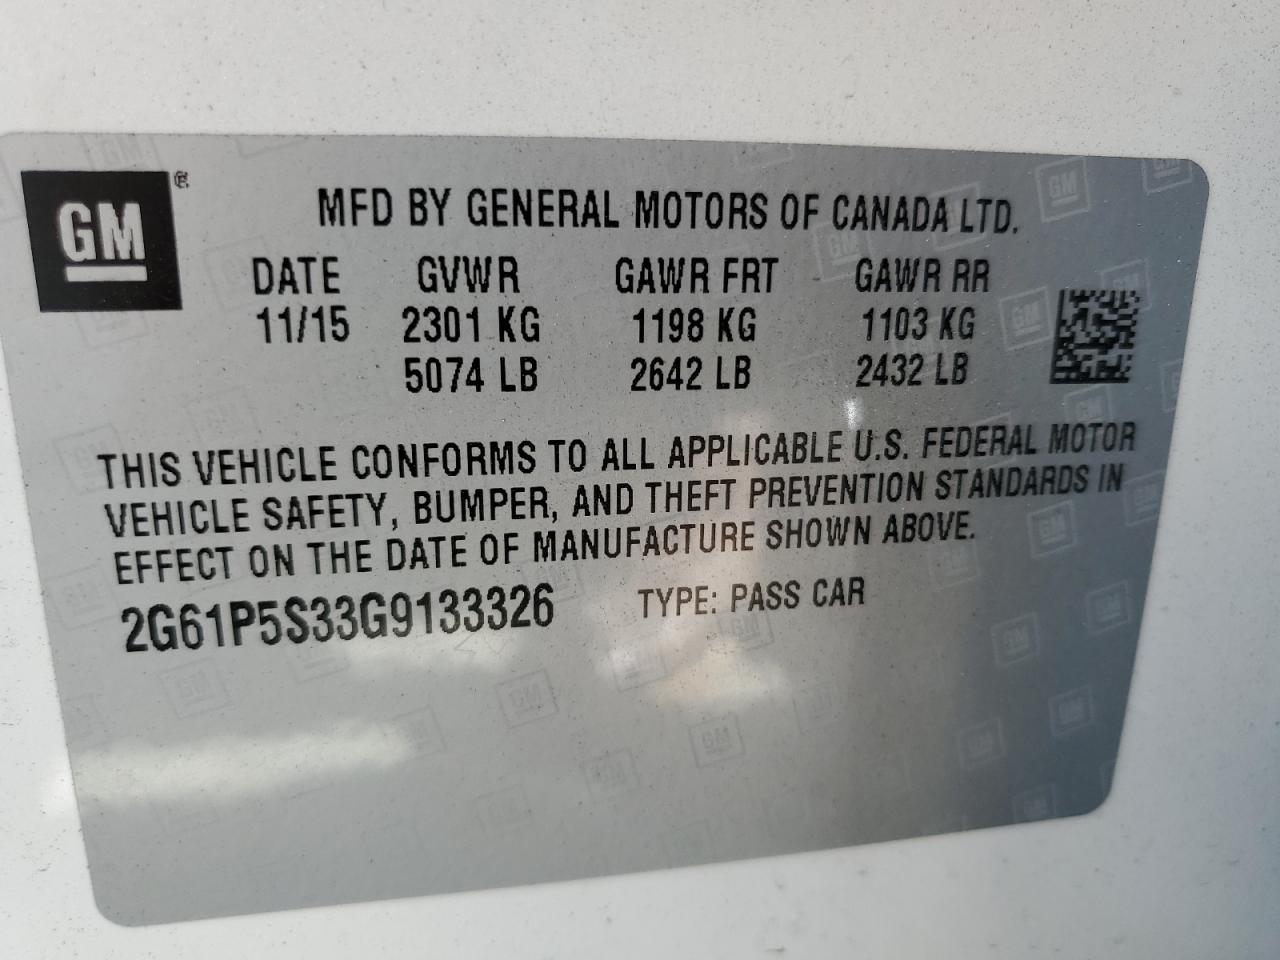 GM ®
MFD BY GENERAL MOTORS OF CANADA LTD.
DATE GVWR GAWR FRT GAWR RR
11/15 2301 KG 1198 KG 1103 KG
5074 LB 2642 LB 2432 LB
THIS VEHICLE CONFORMS TO ALL APPLICABLE U.S. FEDERAL MOTOR
VEHICLE SAFETY, BUMPER, AND THEFT PREVENTION STANDARDS IN
EFFECT ON THE DATE OF MANUFACTURE SHOWN ABOVE.
2G61P5S33G9133326 TYPE: PASS CAR